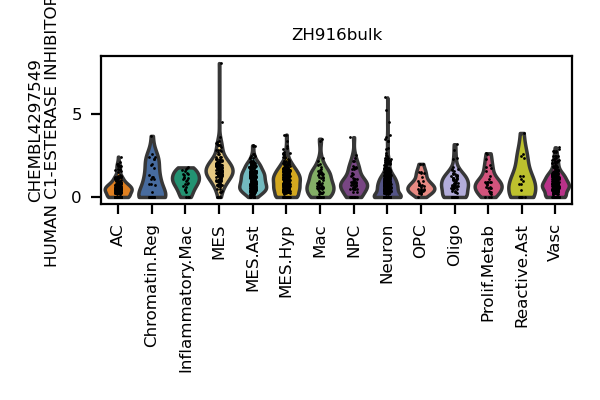 ZH916bulk
CHEMBL4297549
HUMAN C1-ESTERASE INHIBITOR
5
0
AC
Chromatin.Reg
Inflammatory.Mac
MES
MES.Ast
MES.Hyp
Mac
NPC
Neuron
OPC
Oligo
Prolif.Metab
Reactive.Ast
Vasc